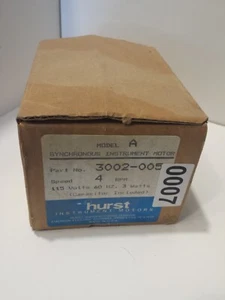 MODEL A
SYNCHRONOUS INSTRUMENT MOTOR
Part No. 3002-005
Speed 4 RPM
115 Volts 60 HZ, 3 Watts
(Capacitor Included)
0007
hurst
INSTRUMENT MOTORS